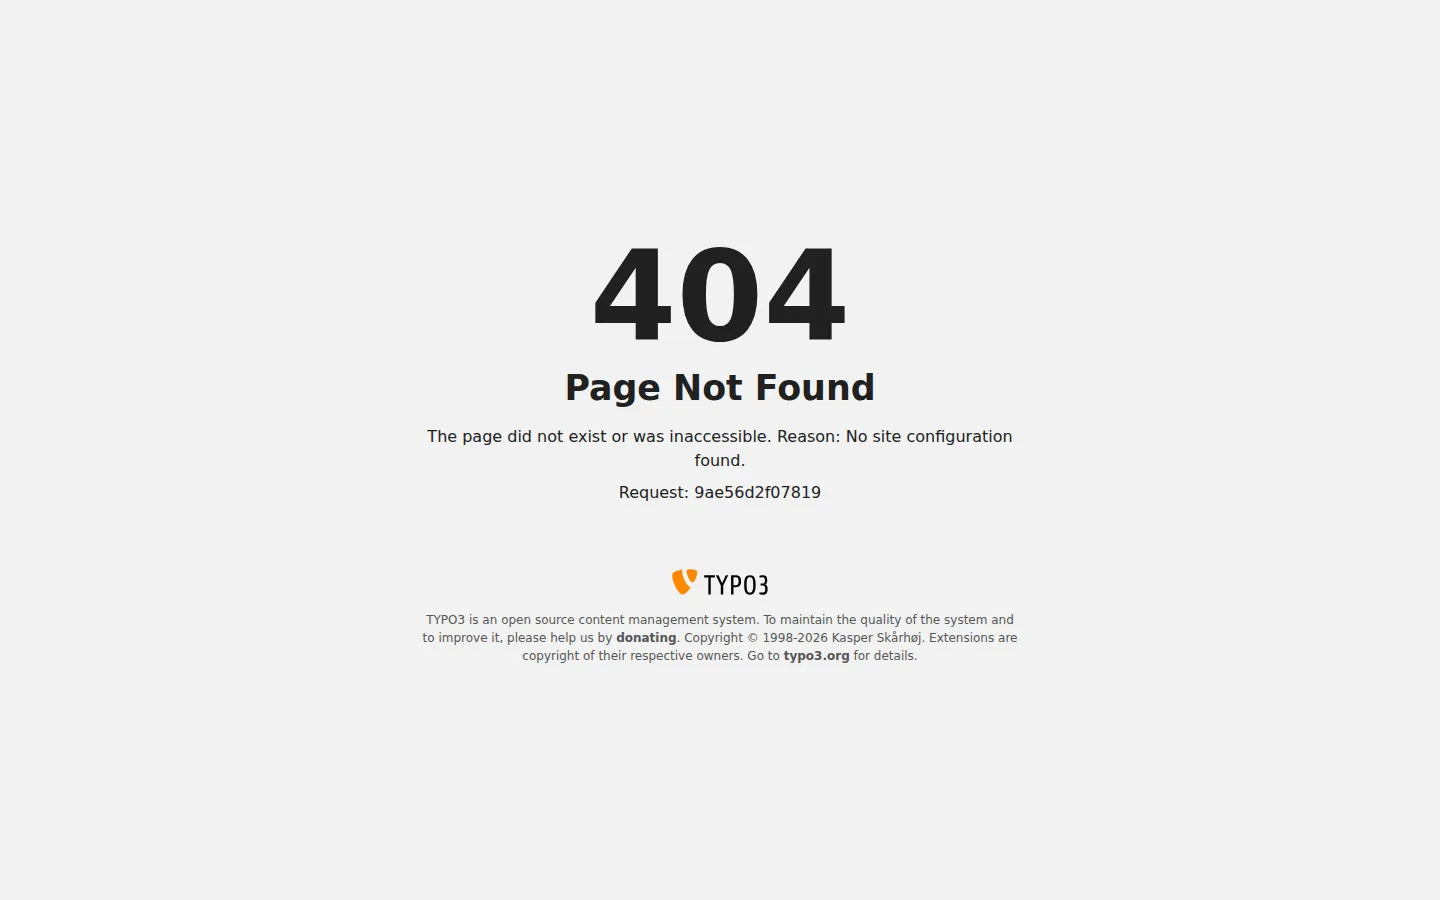 404
Page Not Found
The page did not exist or was inaccessible. Reason: No site configuration
found.
Request: 9ae56d2f07819
TYPO3
TYPO3 is an open source content management system. To maintain the quality of the system and
to improve it, please help us by donating. Copyright © 1998-2026 Kasper Skårhøj. Extensions are
copyright of their respective owners. Go to typo3.org for details.